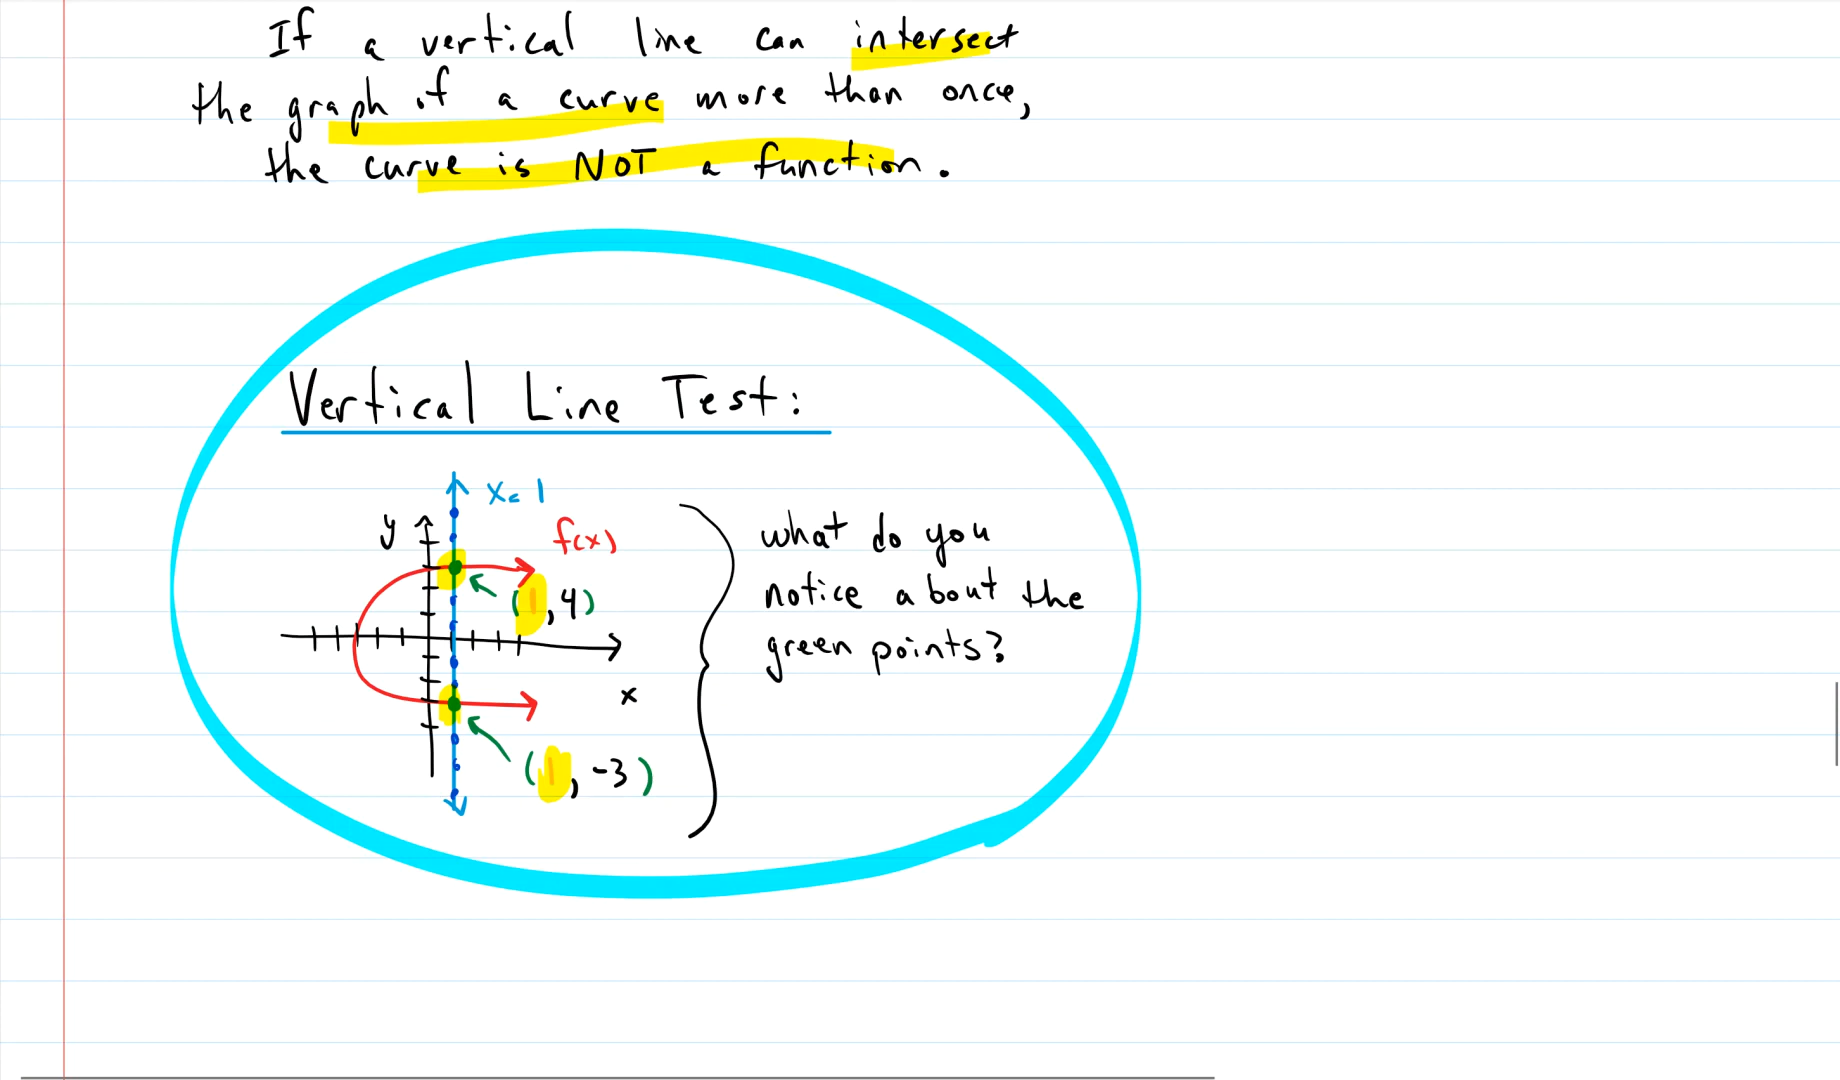 If a vertical line can intersect
the graph of a curve more than once,
the curve is NOT a function.
Vertical Line Test:
x = 1
y
f(x)
(1, 4)
x
(1, -3)
what do you
notice about the
green points?